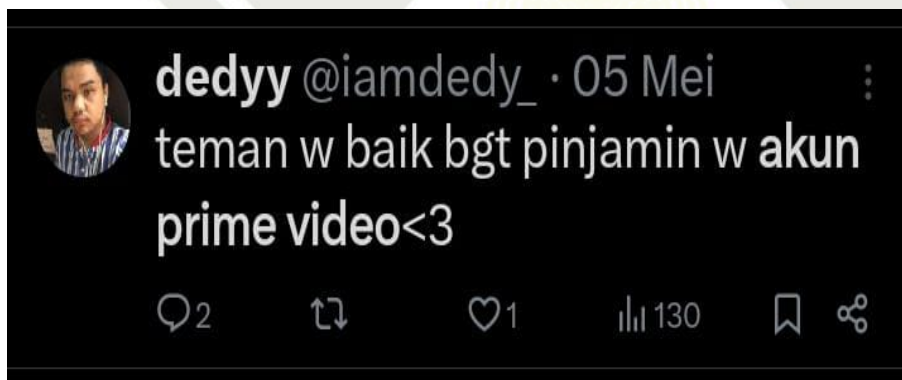 dedyy @iamdedy_ · 05 Mei
teman w baik bgt pinjamin w akun
prime video<3
2 1 130